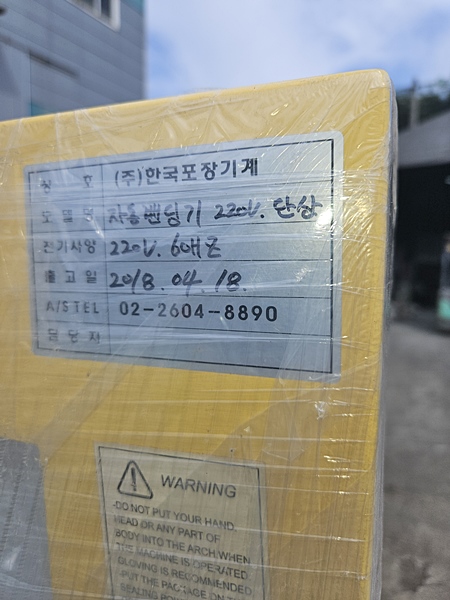 상 호 (주)한국포장기계
모델명 자동밴딩기 220V. 단상
전기사양 220V. 60HZ
출고일 2018. 04. 18.
A/S TEL 02-2604-8890
담당자
WARNING
-DO NOT PUT YOUR HAND,
HEAD OR ANY PART OF
BODY INTO THE ARCH WHEN
THE MACHINE IS OPERATED
GLOVING IS RECOMMENDED
-PUT THE PACKAGE ON
SEALING